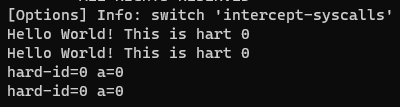 [Options] Info: switch 'intercept-syscalls'
Hello World! This is hart 0
Hello World! This is hart 0
hard-id=0 a=0
hard-id=0 a=0